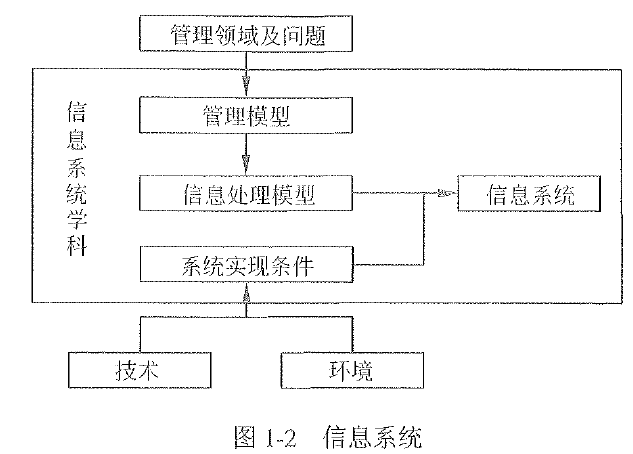 管理领域及问题
信息系统学科
管理模型
信息处理模型
信息系统
系统实现条件
技术
环境
图 1-2 信息系统